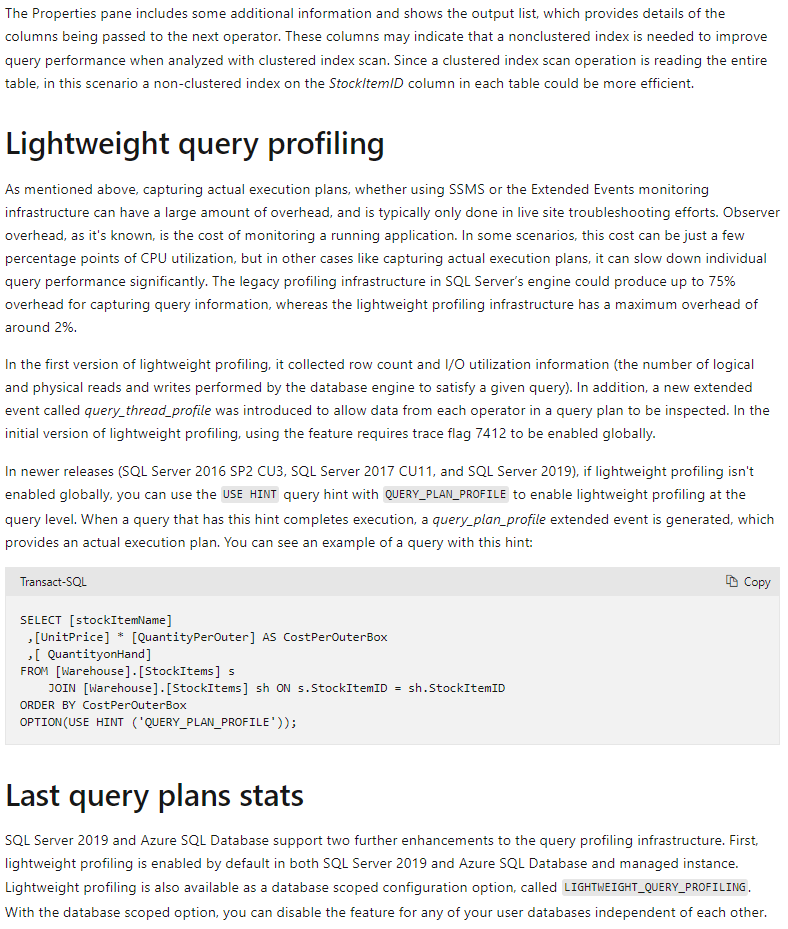 The Properties pane includes some additional information and shows the output list, which provides details of the
columns being passed to the next operator. These columns may indicate that a nonclustered index is needed to improve
query performance when analyzed with clustered index scan. Since a clustered index scan operation is reading the entire
table, in this scenario a non-clustered index on the StockItemID column in each table could be more efficient.
Lightweight query profiling
As mentioned above, capturing actual execution plans, whether using SSMS or the Extended Events monitoring
infrastructure can have a large amount of overhead, and is typically only done in live site troubleshooting efforts. Observer
overhead, as it's known, is the cost of monitoring a running application. In some scenarios, this cost can be just a few
percentage points of CPU utilization, but in other cases like capturing actual execution plans, it can slow down individual
query performance significantly. The legacy profiling infrastructure in SQL Server's engine could produce up to 75%
overhead for capturing query information, whereas the lightweight profiling infrastructure has a maximum overhead of
around 2%.
In the first version of lightweight profiling, it collected row count and I/O utilization information (the number of logical
and physical reads and writes performed by the database engine to satisfy a given query). In addition, a new extended
event called query_thread_profile was introduced to allow data from each operator in a query plan to be inspected. In the
initial version of lightweight profiling, using the feature requires trace flag 7412 to be enabled globally.
In newer releases (SQL Server 2016 SP2 CU3, SQL Server 2017 CU11, and SQL Server 2019), if lightweight profiling isn't
enabled globally, you can use the USE HINT query hint with QUERY_PLAN_PROFILE to enable lightweight profiling at the
query level. When a query that has this hint completes execution, a query_plan_profile extended event is generated, which
provides an actual execution plan. You can see an example of a query with this hint:
Transact-SQL Copy
SELECT [stockItemName]
,[UnitPrice] * [QuantityPerOuter] AS CostPerOuterBox
,[ QuantityonHand]
FROM [Warehouse].[StockItems] s
JOIN [Warehouse].[StockItems] sh ON s.StockItemID = sh.StockItemID
ORDER BY CostPerOuterBox
OPTION(USE HINT ('QUERY_PLAN_PROFILE'));
Last query plans stats
SQL Server 2019 and Azure SQL Database support two further enhancements to the query profiling infrastructure. First,
lightweight profiling is enabled by default in both SQL Server 2019 and Azure SQL Database and managed instance.
Lightweight profiling is also available as a database scoped configuration option, called LIGHTWEIGHT_QUERY_PROFILING.
With the database scoped option, you can disable the feature for any of your user databases independent of each other.